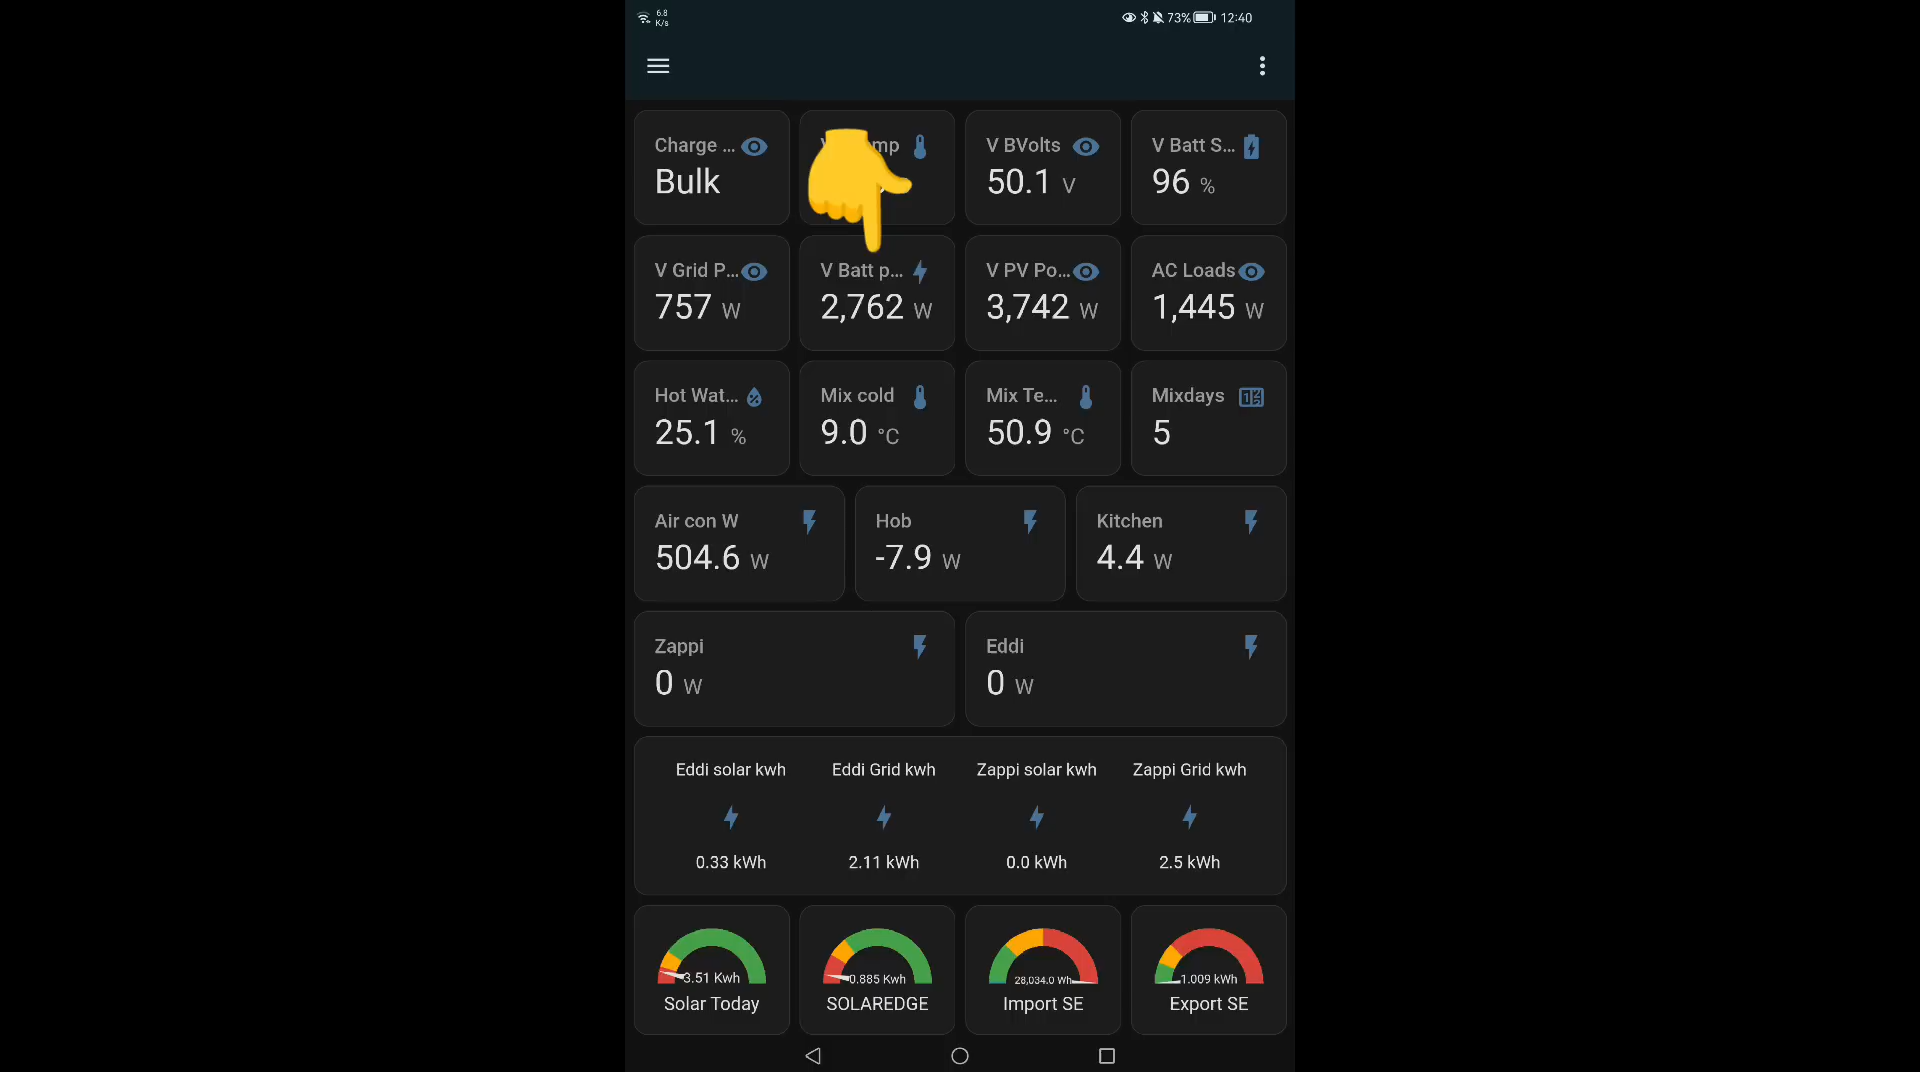 6.8
K/s
73%
12:40
Charge ...
Bulk
mp
V BVolts
50.1 V
V Batt S...
96 %
V Grid P...
757 W
V Batt p...
2,762 W
V PV Po...
3,742 W
AC Loads
1,445 W
Hot Wat...
25.1 %
Mix cold
9.0 °C
Mix Te...
50.9 °C
Mixdays
5
Air con W
504.6 W
Hob
-7.9 W
Kitchen
4.4 W
Zappi
0 W
Eddi
0 W
Eddi solar kwh
Eddi Grid kwh
Zappi solar kwh
Zappi Grid kwh
0.33 kWh
2.11 kWh
0.0 kWh
2.5 kWh
3.51 Kwh
Solar Today
0.885 Kwh
SOLAREDGE
28,034.0 Wh
Import SE
1.009 kWh
Export SE